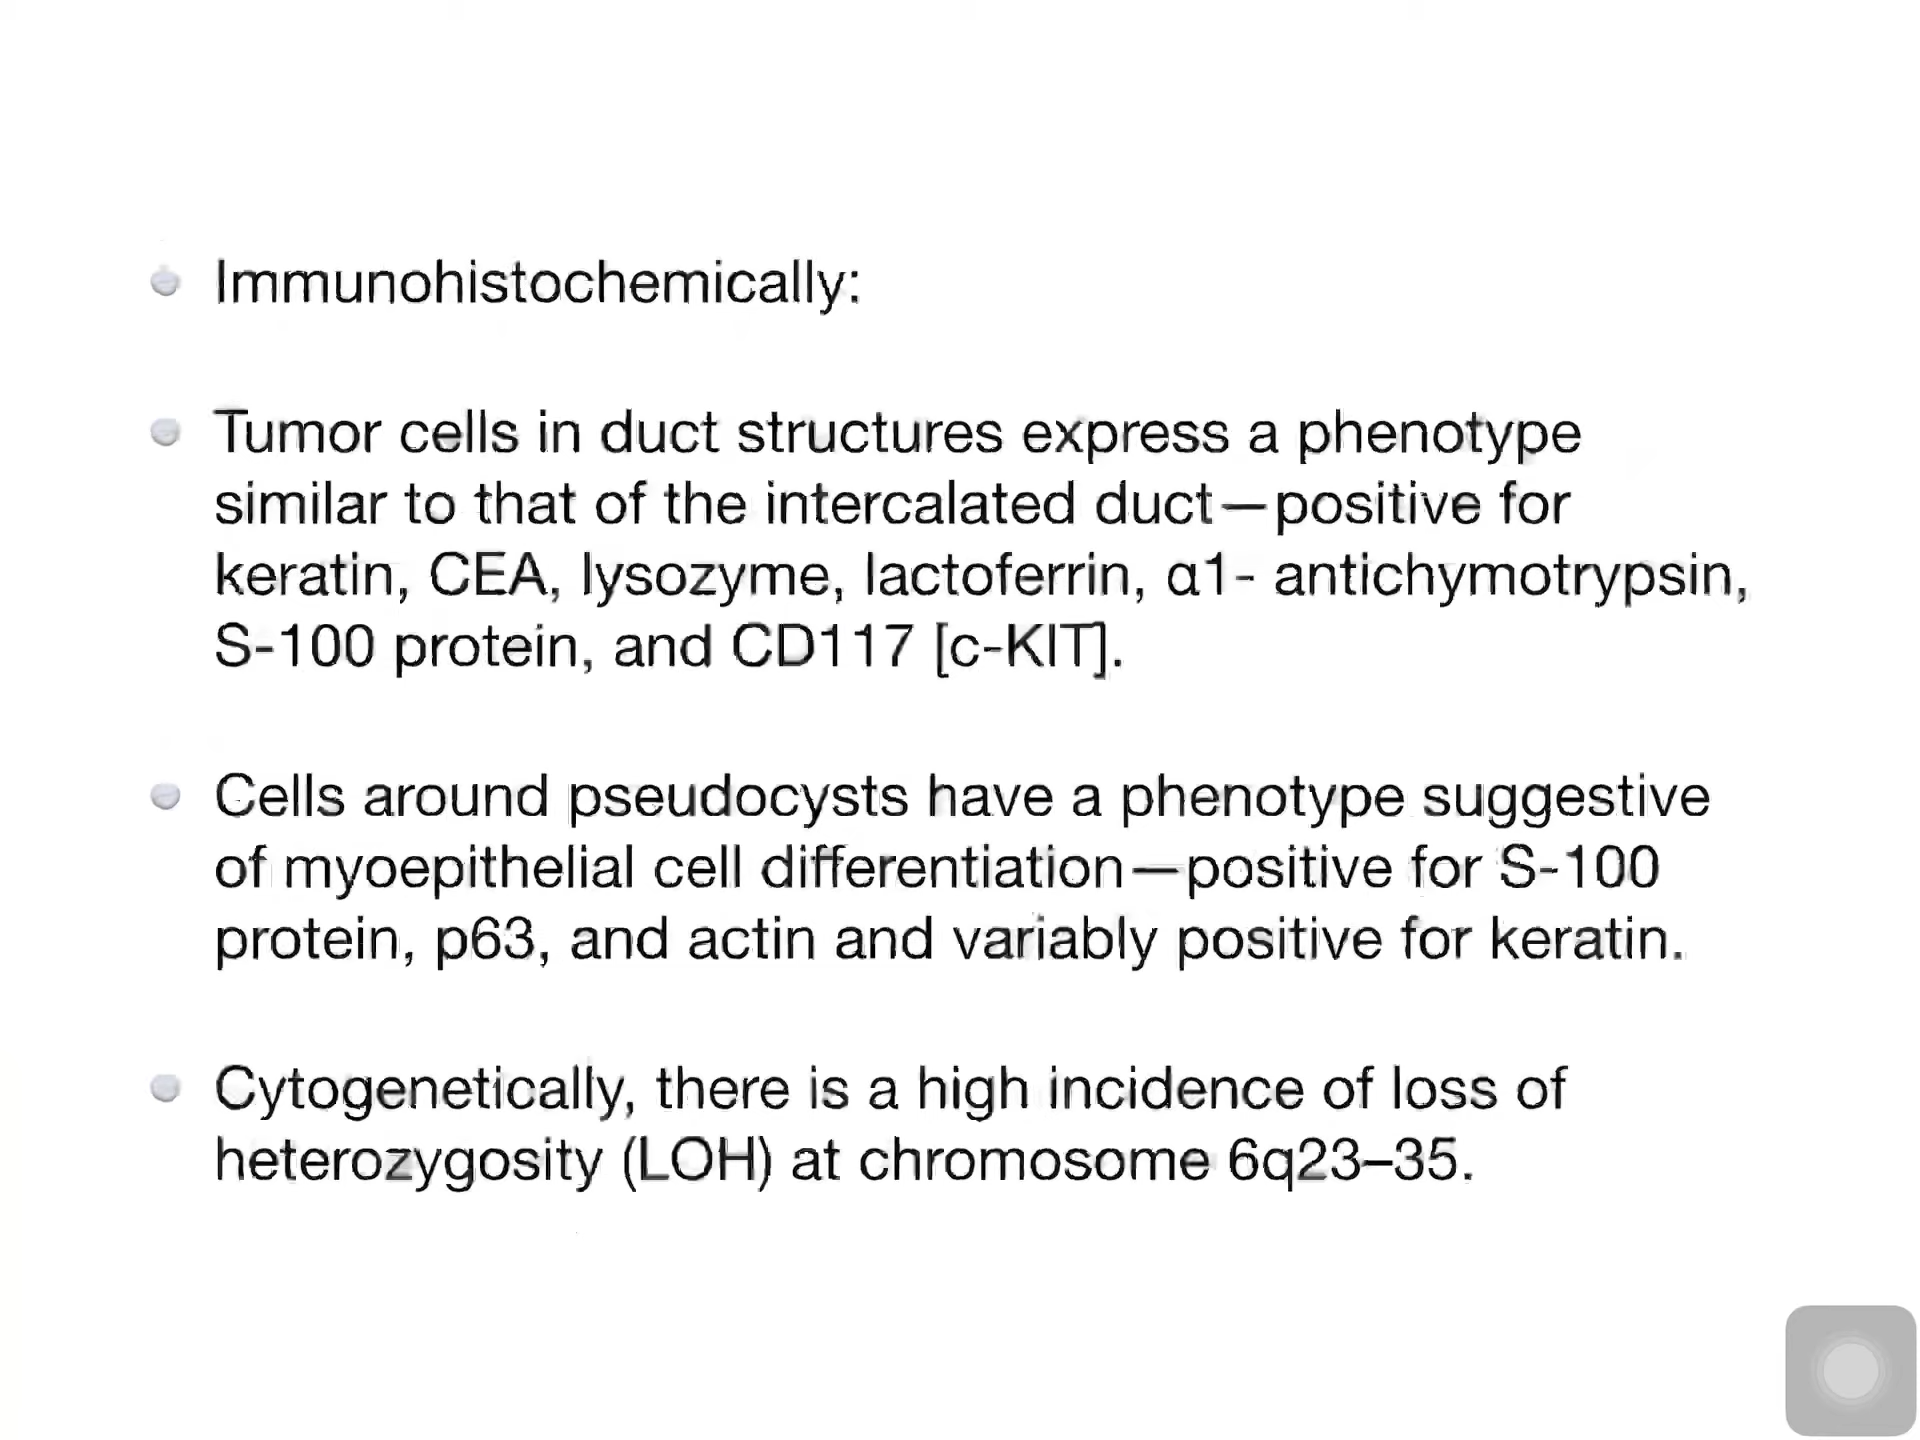 Immunohistochemically:
Tumor cells in duct structures express a phenotype
similar to that of the intercalated duct—positive for
keratin, CEA, lysozyme, lactoferrin, α1- antichymotrypsin,
S-100 protein, and CD117 [c-KIT].
Cells around pseudocysts have a phenotype suggestive
of myoepithelial cell differentiation—positive for S-100
protein, p63, and actin and variably positive for keratin.
Cytogenetically, there is a high incidence of loss of
heterozygosity (LOH) at chromosome 6q23–35.